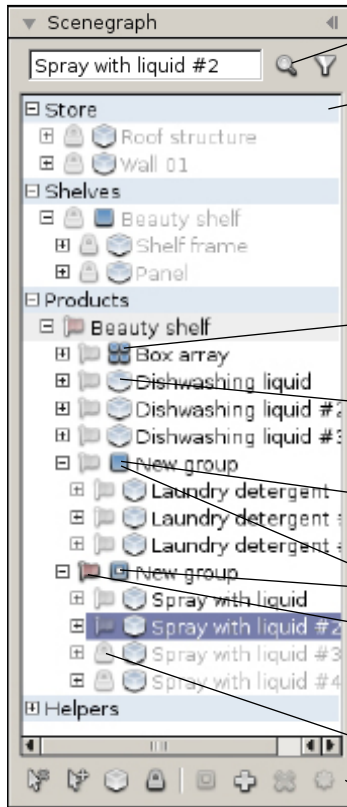 Scenegraph
Spray with liquid #2
Store
Roof structure
Wall 01
Shelves
Beauty shelf
Shelf frame
Panel
Products
Beauty shelf
Box array
Dishwashing liquid
Dishwashing liquid #2
Dishwashing liquid #3
New group
Laundry detergent
Laundry detergent
Laundry detergent
New group
Spray with liquid
Spray with liquid #2
Spray with liquid #3
Spray with liquid #4
Helpers